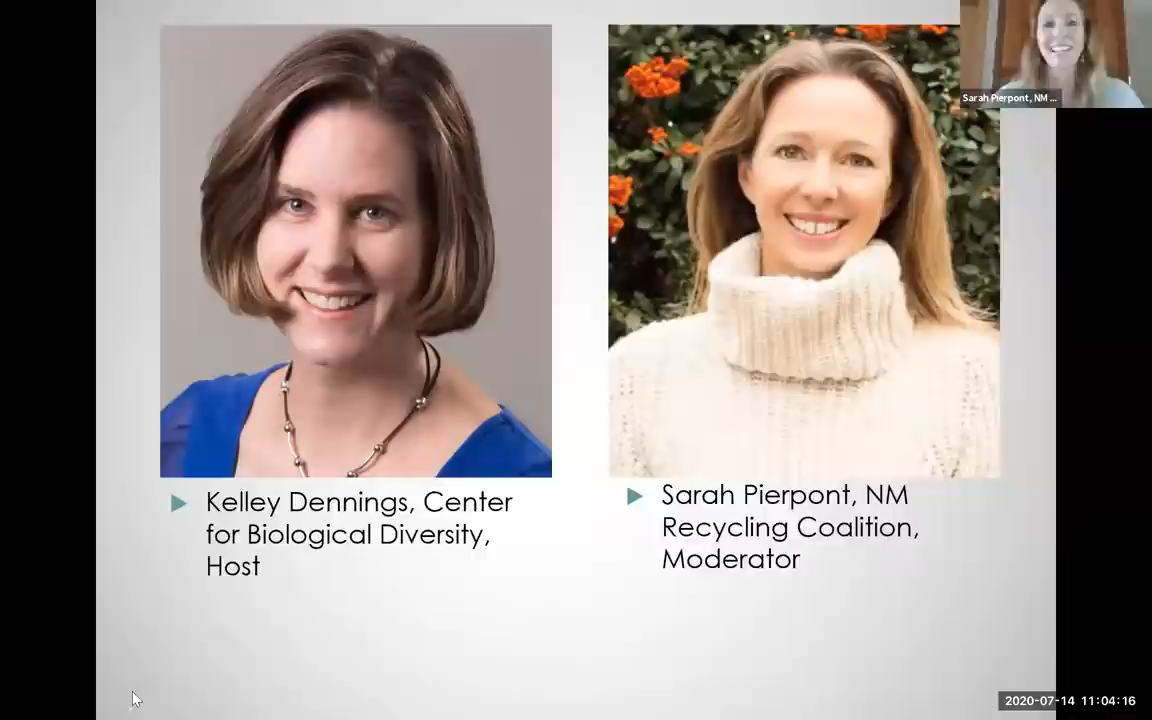 Sarah Pierpont, NM ...
Kelley Dennings, Center
for Biological Diversity,
Host
Sarah Pierpont, NM
Recycling Coalition,
Moderator
2020-07-14 11:04:16